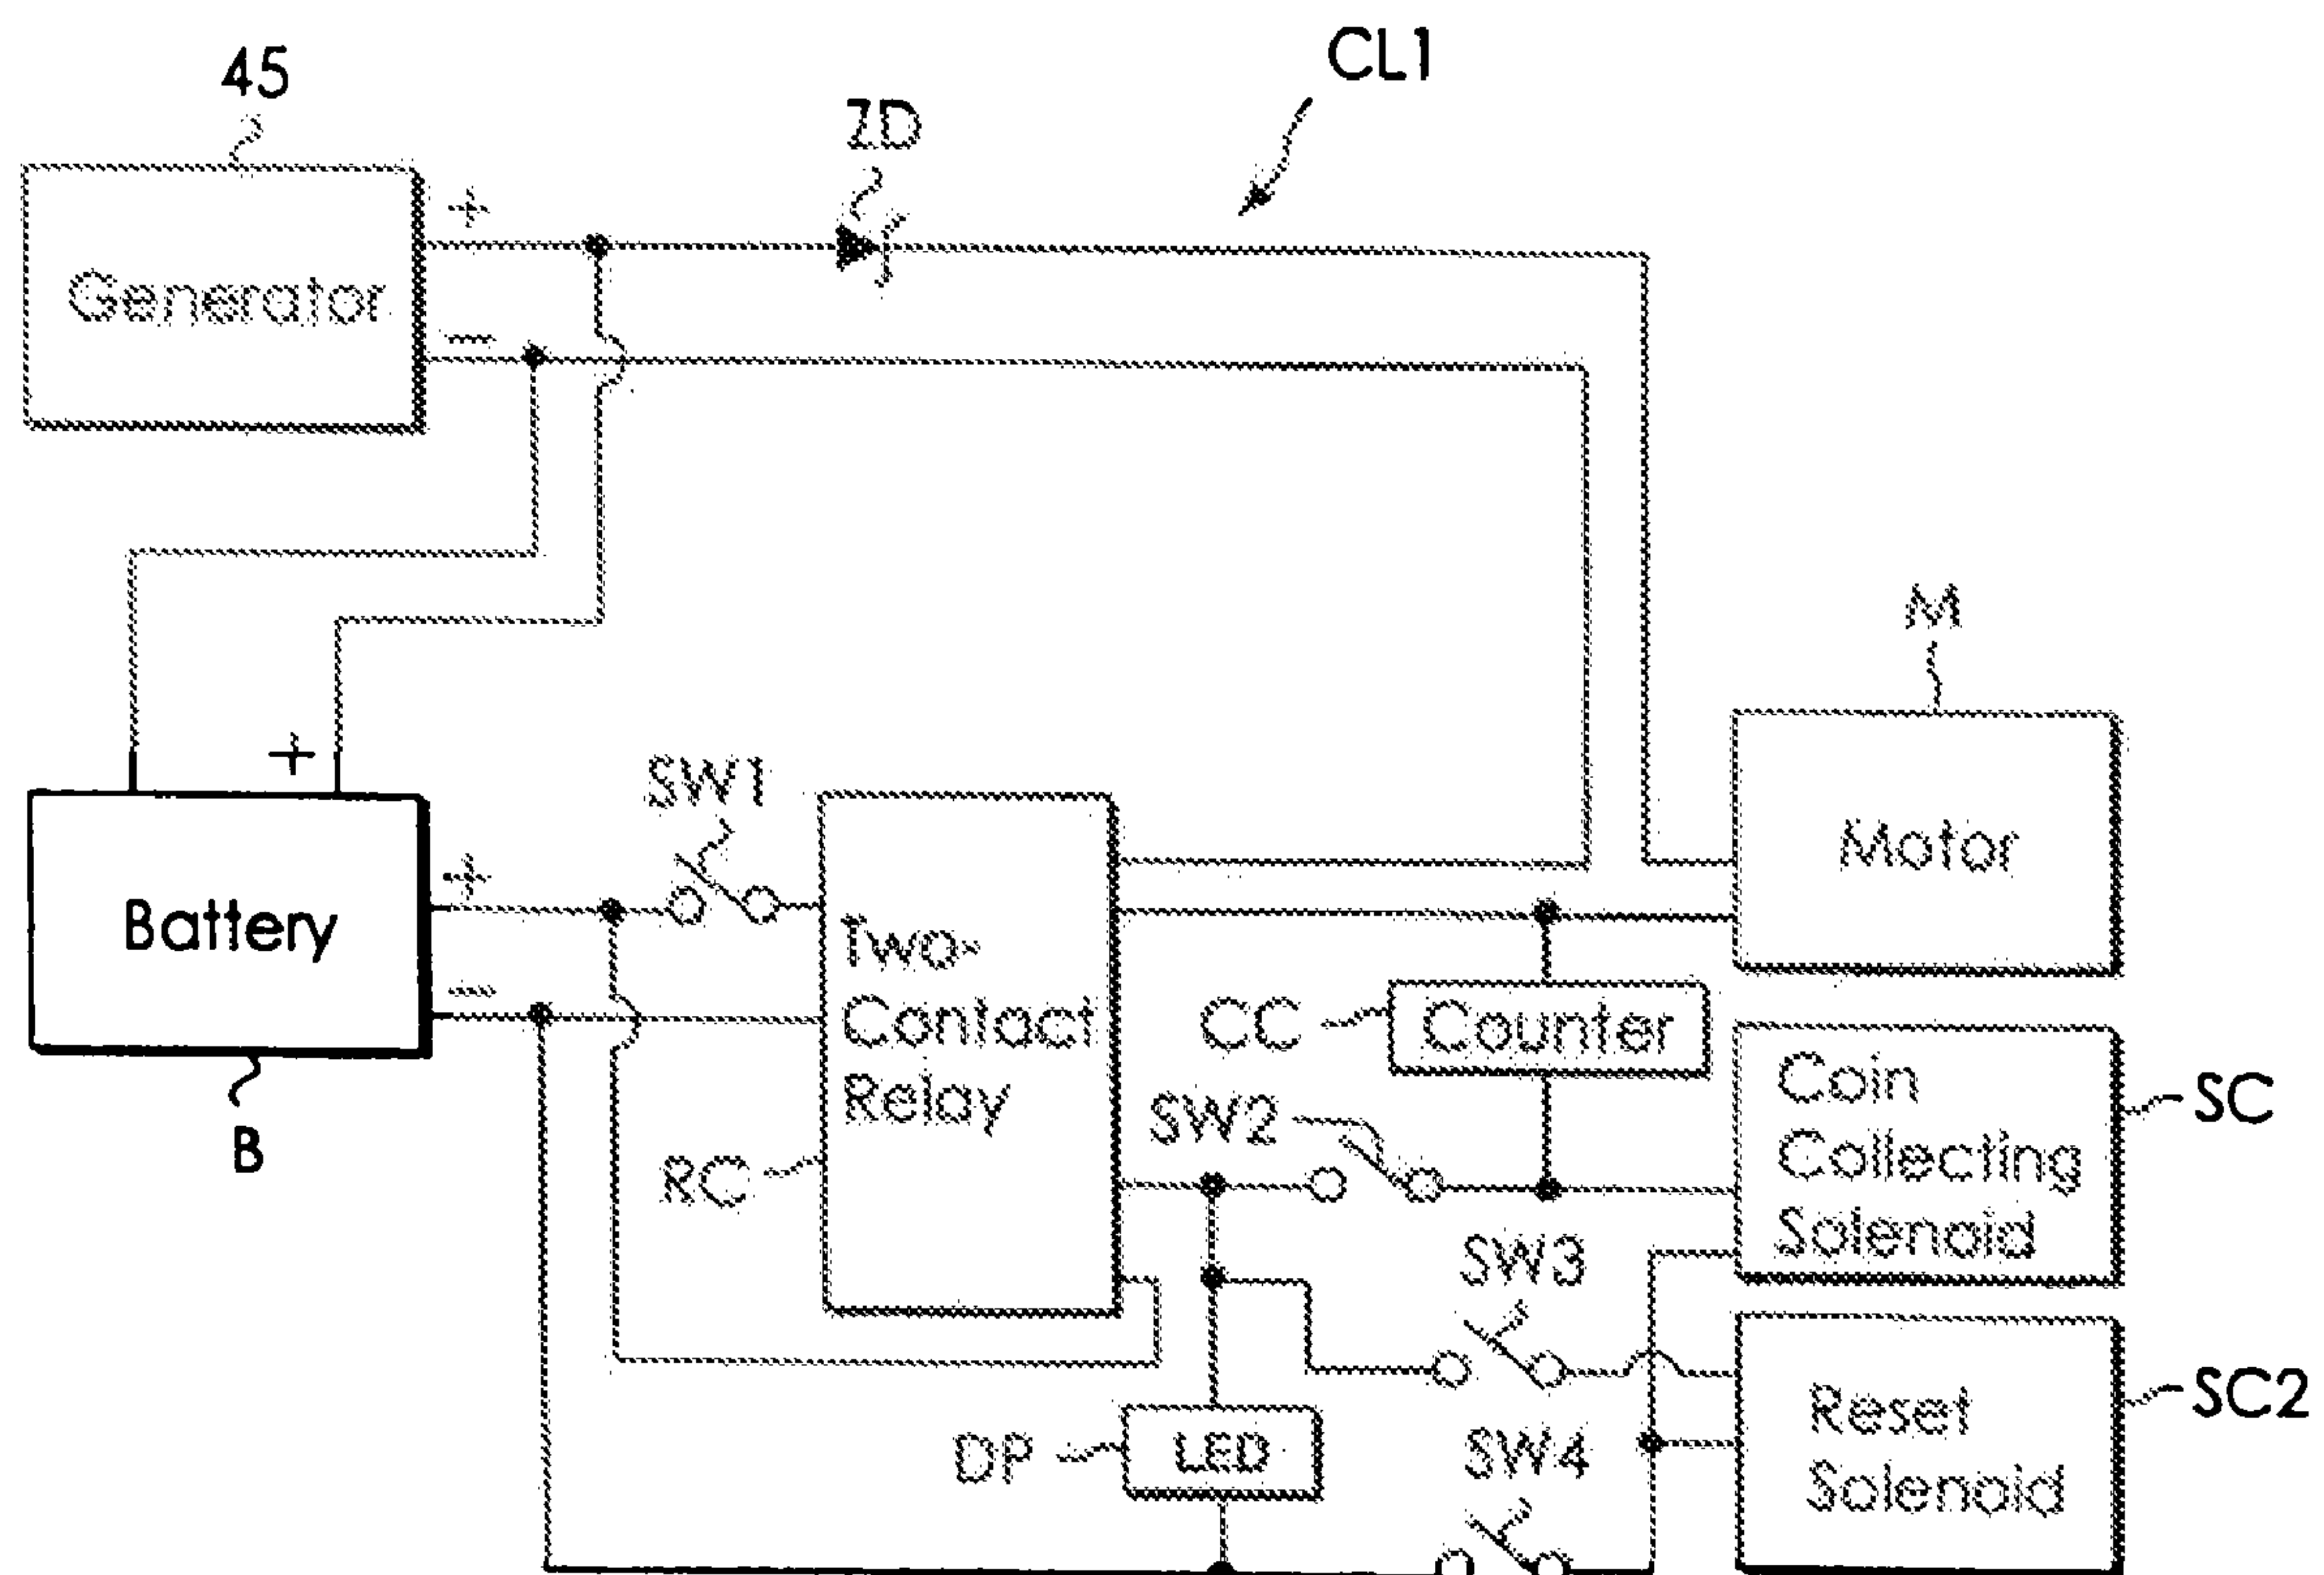 45
ZD
CL1
+
Generator
−
M
+
SW1
Motor
+
Battery
Two-
Contact
Relay
−
CC
Counter
B
SW2
RC
Coin
Collecting
Solenoid
SC
SW3
DP
LED
SW4
Reset
Solenoid
SC2